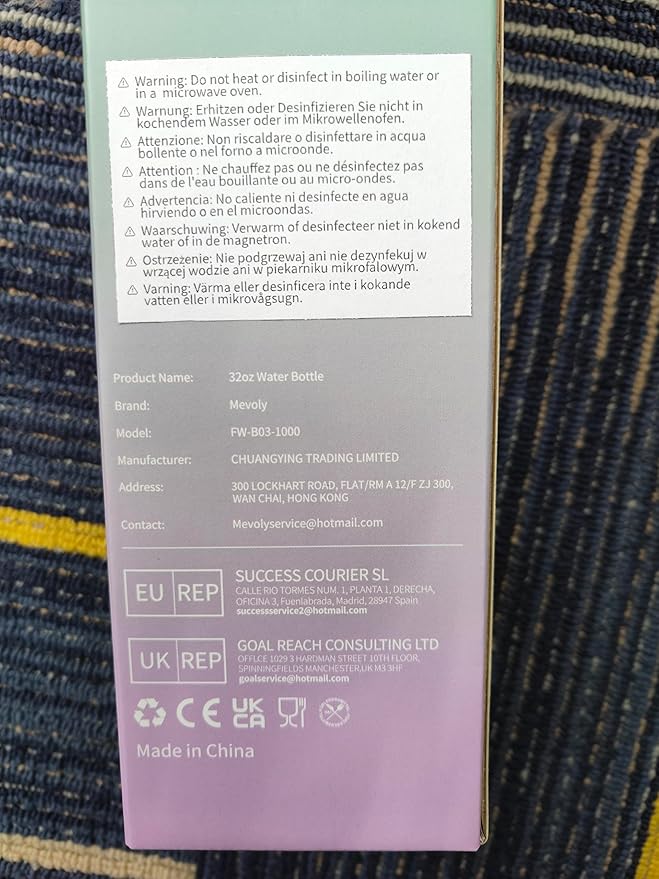 Warning: Do not heat or disinfect in boiling water or
in a microwave oven.
Warnung: Erhitzen oder Desinfizieren Sie nicht in
kochendem Wasser oder im Mikrowellenofen.
Attenzione: Non riscaldare o disinfettare in acqua
bollente o nel forno a microonde.
Attention : Ne chauffez pas ou ne désinfectez pas
dans de l'eau bouillante ou au micro-ondes.
Advertencia: No caliente ni desinfecte en agua
hirviendo o en el microondas.
Waarschuwing: Verwarm of desinfecteer niet in kokend
water of in de magnetron.
Ostrzeżenie: Nie podgrzewaj ani nie dezynfekuj w
wrzącej wodzie ani w piekarniku mikrofalowym.
Varning: Värma eller desinficera inte i kokande
vatten eller i mikrovågsugn.
Product Name: 32oz Water Bottle
Brand: Mevoly
Model: FW-B03-1000
Manufacturer: CHUANGYING TRADING LIMITED
Address: 300 LOCKHART ROAD, FLAT/RM A 12/F ZJ 300,
WAN CHAI, HONG KONG
Contact: Mevolyservice@hotmail.com
EU REP
SUCCESS COURIER SL
CALLE RIO TORMES NUM. 1, PLANTA 1, DERECHA,
OFICINA 3, Fuenlabrada, Madrid, 28947 Spain
successservice2@hotmail.com
UK REP
GOAL REACH CONSULTING LTD
OFFLCE 1029 3 HARDMAN STREET 10TH FLOOR,
SPINNINGFIELDS MANCHESTER,UK M3 3HF
goalservice@hotmail.com
CE UK
CA
Made in China